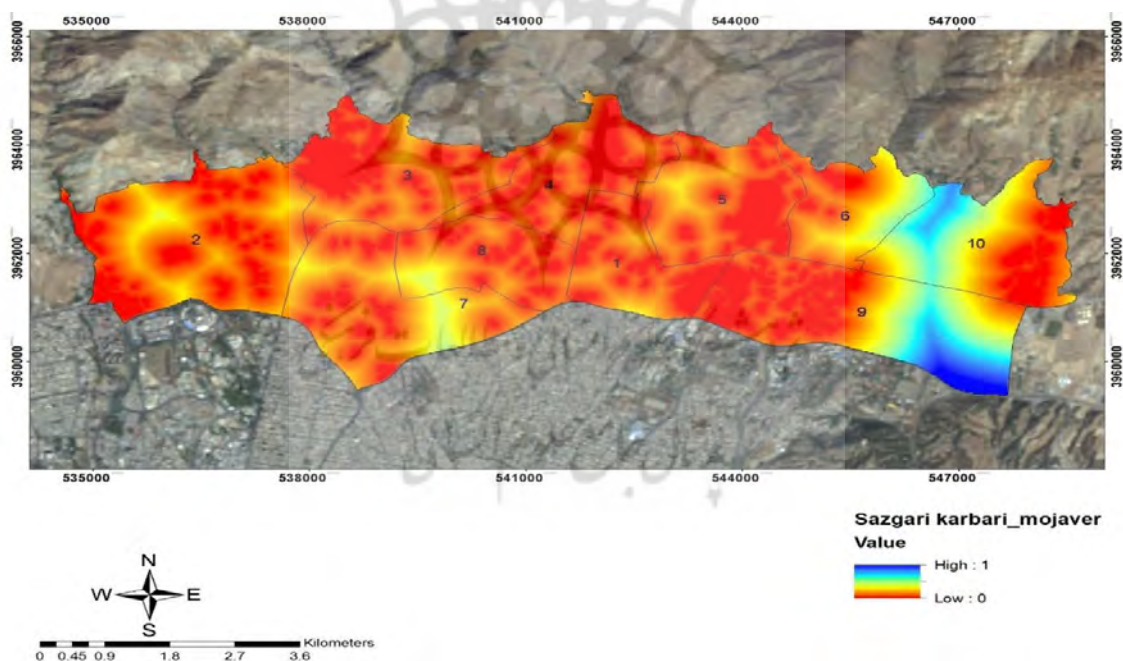 535000 538000 541000 544000 547000
3966000 3966000
3964000 3964000
3962000 3962000
3960000 3960000
2
3
4
5
6
10
8
1
7
9
535000 538000 541000 544000 547000
Sazgari karbari_mojaver
Value
High : 1
Low : 0
N
W E
S
Kilometers
0 0.45 0.9 1.8 2.7 3.6